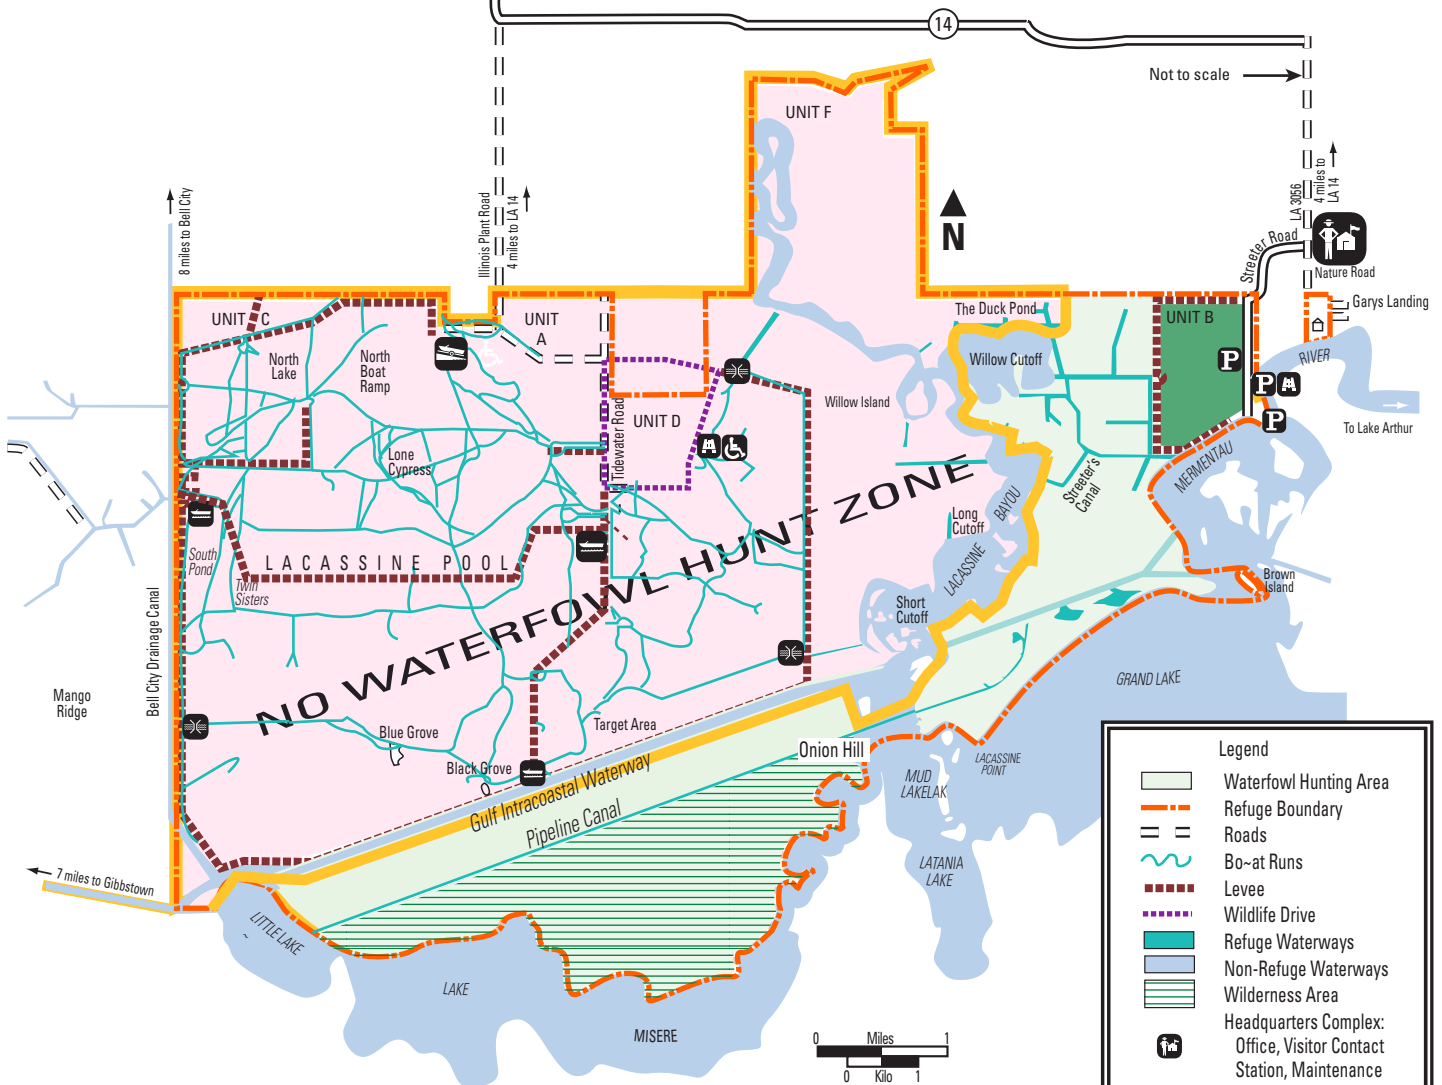 14
Not to scale
UNIT F
8 miles to Bell City
Illinois Plant Road
4 miles to LA 14
N
LA 3056
4 miles to
LA 14
Streeter Road
Nature Road
Garys Landing
UNIT C
UNIT
A
The Duck Pond
UNIT B
North
Lake
North
Boat
Ramp
Willow Cutoff
P
RIVER
P
P
Willow Island
To Lake Arthur
Tidewater Road
UNIT D
Lone
Cypress
MERMENTAU
Streeter's
Canal
NO WATERFOWL HUNT ZONE
BAYOU
Long
Cutoff
LACASSINE
South
Pond
LACASSINE POOL
Twin
Sisters
Short
Cutoff
Brown
Island
Bell City Drainage Canal
Mango
Ridge
GRAND LAKE
Blue Grove
Target Area
Black Grove
Onion Hill
LACASSINE
POINT
MUD
LAKELAK
Gulf Intracoastal Waterway
Pipeline Canal
LATANIA
LAKE
7 miles to Gibbstown
LITTLE LAKE
~
LAKE
MISERE
0 Miles 1
0 Kilo 1
Legend
Waterfowl Hunting Area
Refuge Boundary
Roads
Bo~at Runs
Levee
Wildlife Drive
Refuge Waterways
Non-Refuge Waterways
Wilderness Area
Headquarters Complex:
Office, Visitor Contact
Station, Maintenance